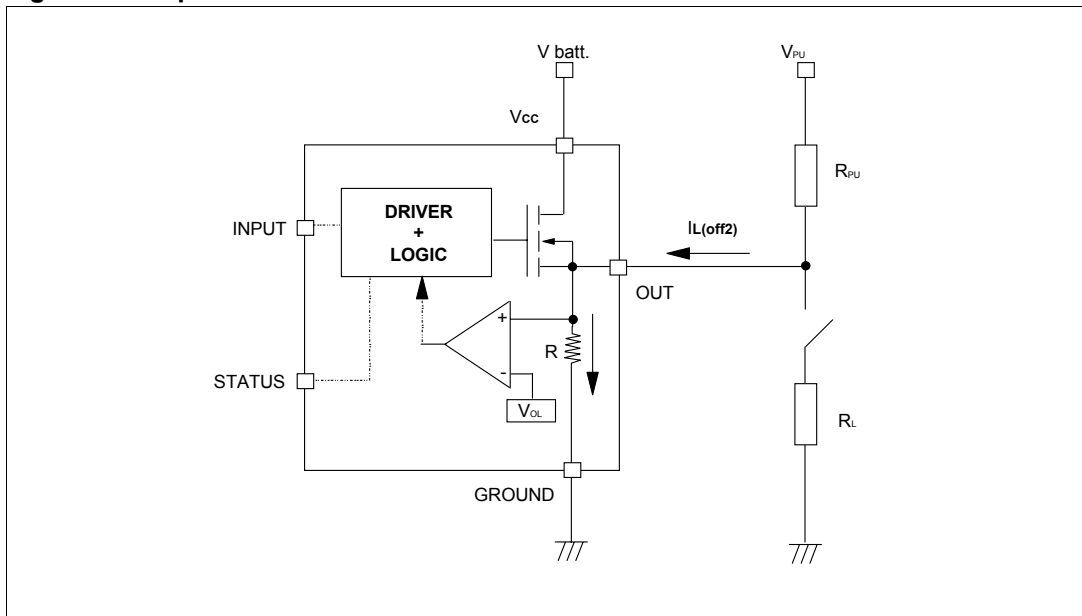 V batt.
VPU
Vcc
RPU
DRIVER
+
LOGIC
INPUT
IL(off2)
OUT
+
R
-
VOL
STATUS
RL
GROUND